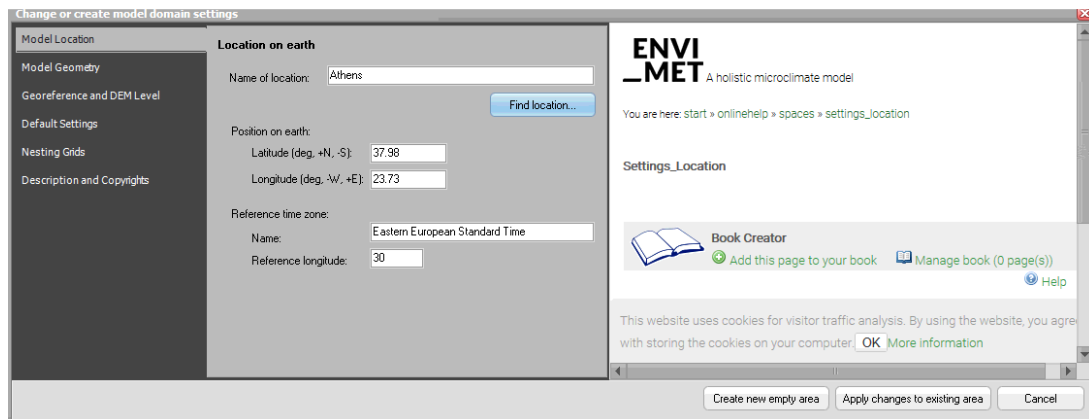 Change or create model domain settings
Model Location
Model Geometry
Georeference and DEM Level
Default Settings
Nesting Grids
Description and Copyrights
Location on earth
Name of location: Athens
Find location...
Position on earth:
Latitude (deg, +N, -S): 37.98
Longitude (deg, -W, +E): 23.73
Reference time zone:
Name: Eastern European Standard Time
Reference longitude: 30
ENVI
_MET A holistic microclimate model
You are here: start » onlinehelp » spaces » settings_location
Settings_Location
Book Creator
Add this page to your book Manage book (0 page(s))
Help
This website uses cookies for visitor traffic analysis. By using the website, you agre
with storing the cookies on your computer. OK More information
Create new empty area Apply changes to existing area Cancel